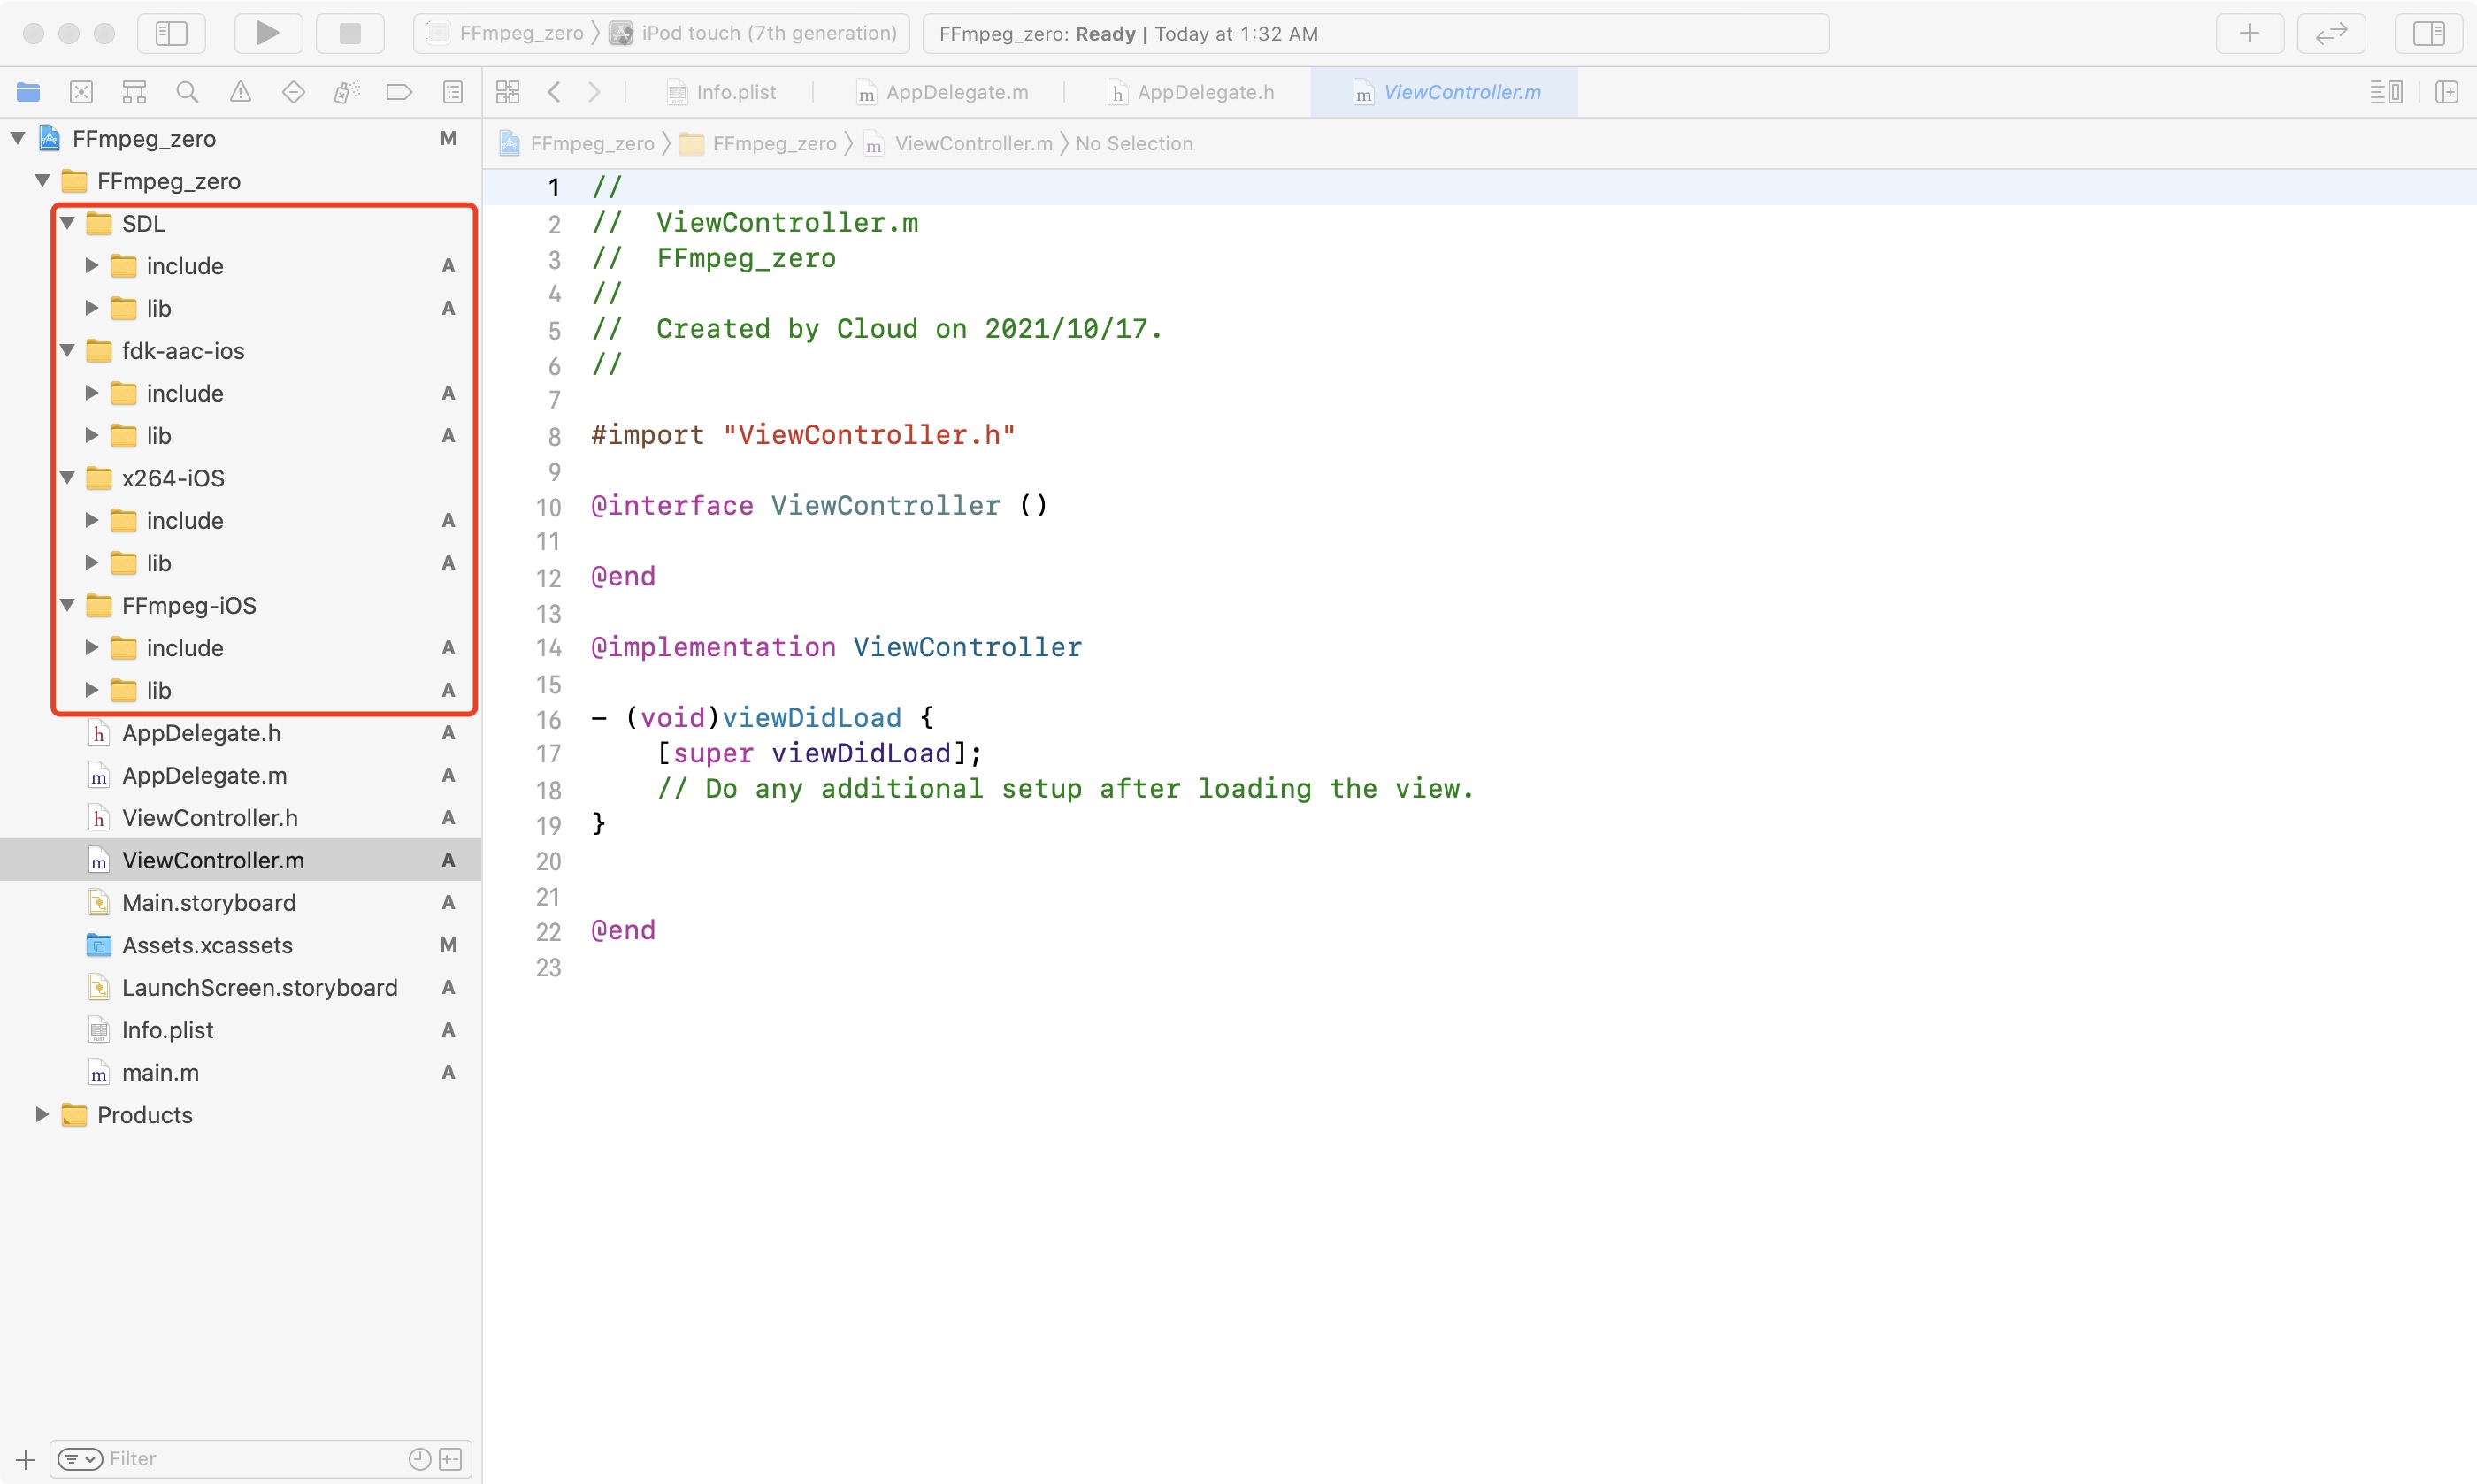 FFmpeg_zero 〉 iPod touch (7th generation)
FFmpeg_zero: Ready | Today at 1:32 AM
Info.plist
m AppDelegate.m
h AppDelegate.h
m ViewController.m
FFmpeg_zero 〉 FFmpeg_zero 〉 m ViewController.m 〉 No Selection
FFmpeg_zero M
FFmpeg_zero
SDL
include A
lib A
fdk-aac-ios
include A
lib A
x264-iOS
include A
lib A
FFmpeg-iOS
include A
lib A
h AppDelegate.h A
m AppDelegate.m A
h ViewController.h A
m ViewController.m A
Main.storyboard A
Assets.xcassets M
LaunchScreen.storyboard A
Info.plist A
m main.m A
Products
Filter
1 //
2 //  ViewController.m
3 //  FFmpeg_zero
4 //
5 //  Created by Cloud on 2021/10/17.
6 //
7
8 #import "ViewController.h"
9
10 @interface ViewController ()
11
12 @end
13
14 @implementation ViewController
15
16 - (void)viewDidLoad {
17     [super viewDidLoad];
18     // Do any additional setup after loading the view.
19 }
20
21
22 @end
23